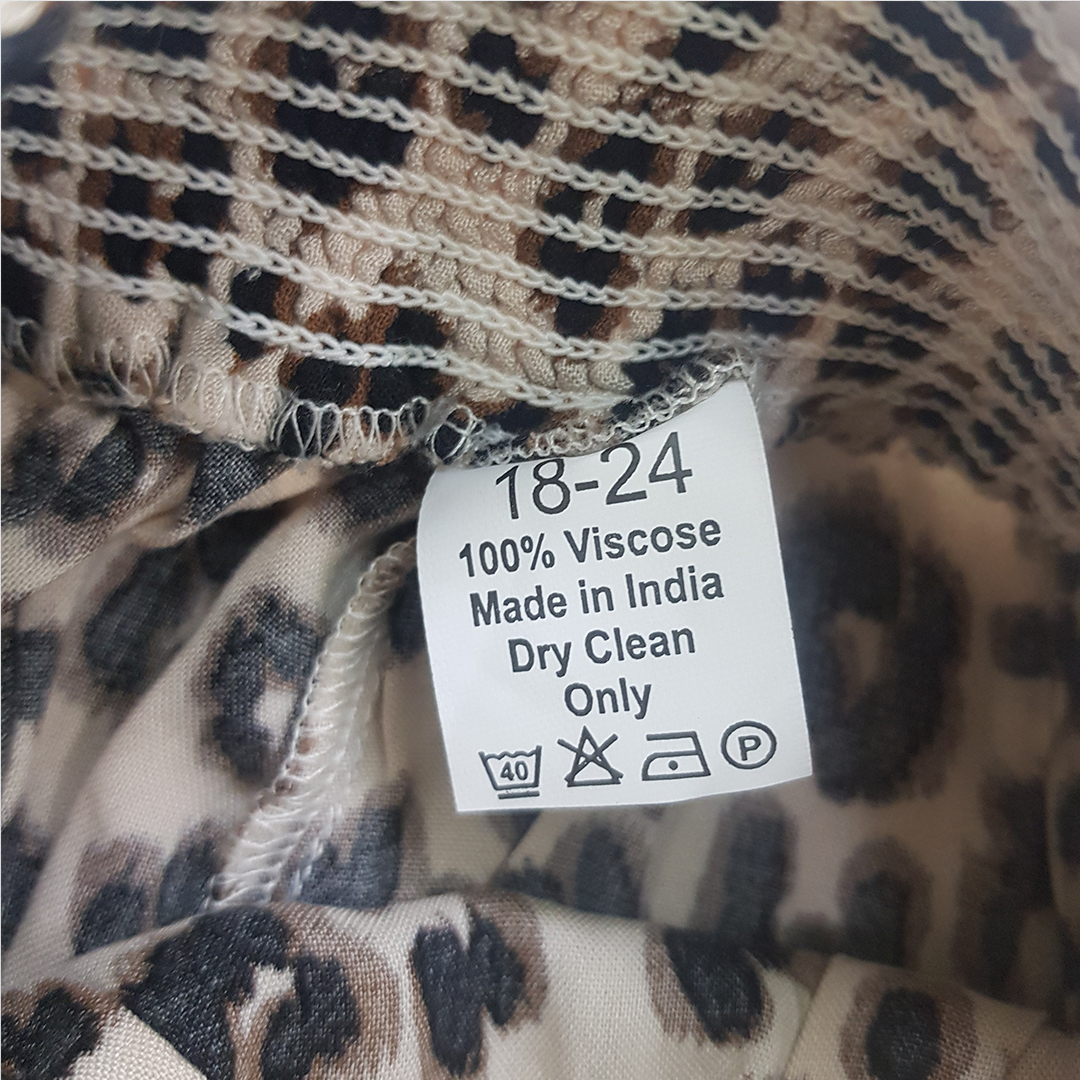 18-24
100% Viscose
Made in India
Dry Clean
Only
40 P